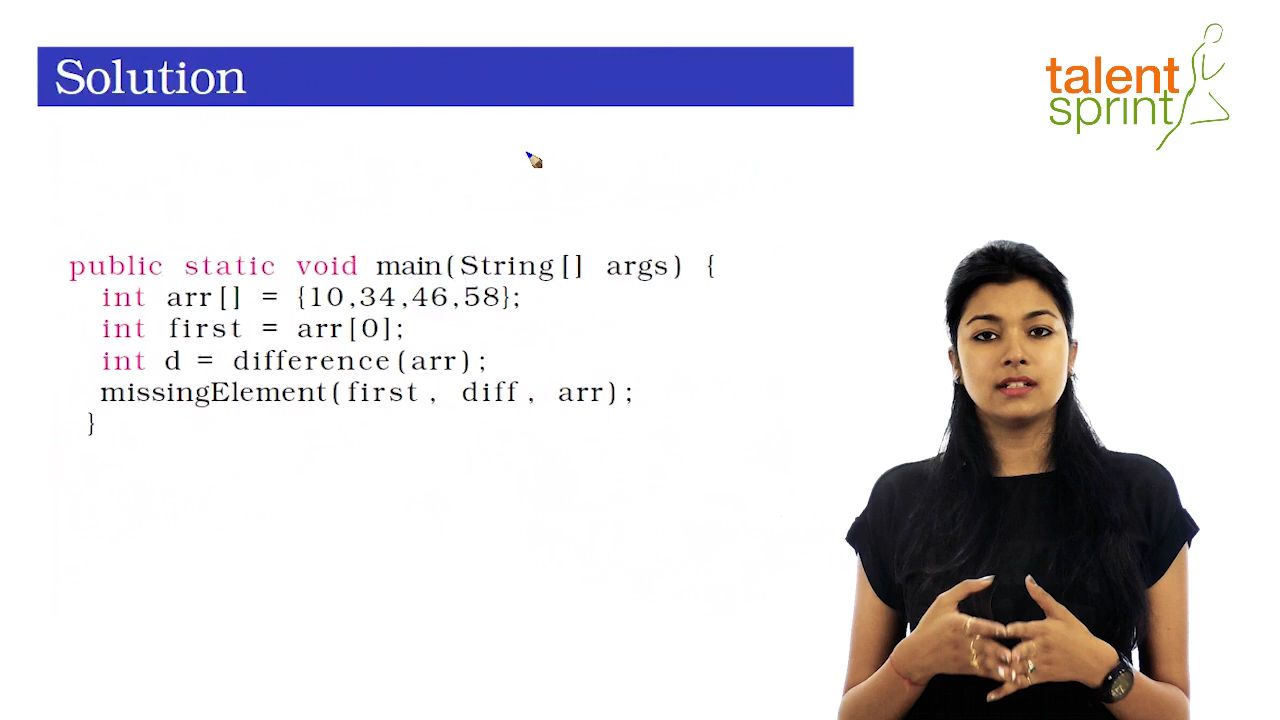 Solution
talent
sprint
public static void main(String[] args) {
int arr[] = {10,34,46,58};
int first = arr[0];
int d = difference(arr);
missingElement(first, diff, arr);
}